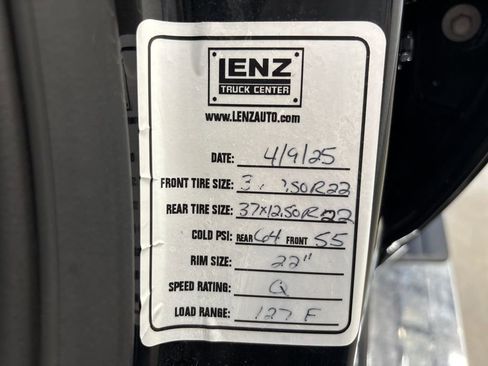 LENZ
TRUCK CENTER
www.LENZAUTO.com
DATE: 4/9/25
FRONT TIRE SIZE: .50R22
REAR TIRE SIZE: 37x12.50R22
COLD PSI: REAR 64 FRONT 55
RIM SIZE: 22"
SPEED RATING: Q
LOAD RANGE: 127